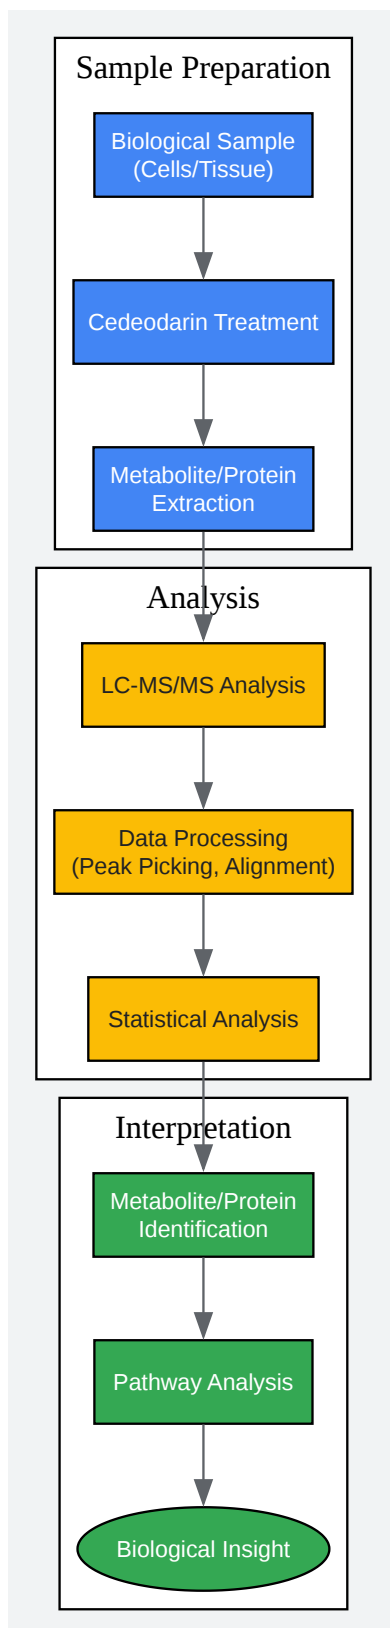 Sample Preparation
Biological Sample
(Cells/Tissue)
Cedeodarin Treatment
Metabolite/Protein
Extraction
Analysis
LC-MS/MS Analysis
Data Processing
(Peak Picking, Alignment)
Statistical Analysis
Interpretation
Metabolite/Protein
Identification
Pathway Analysis
Biological Insight